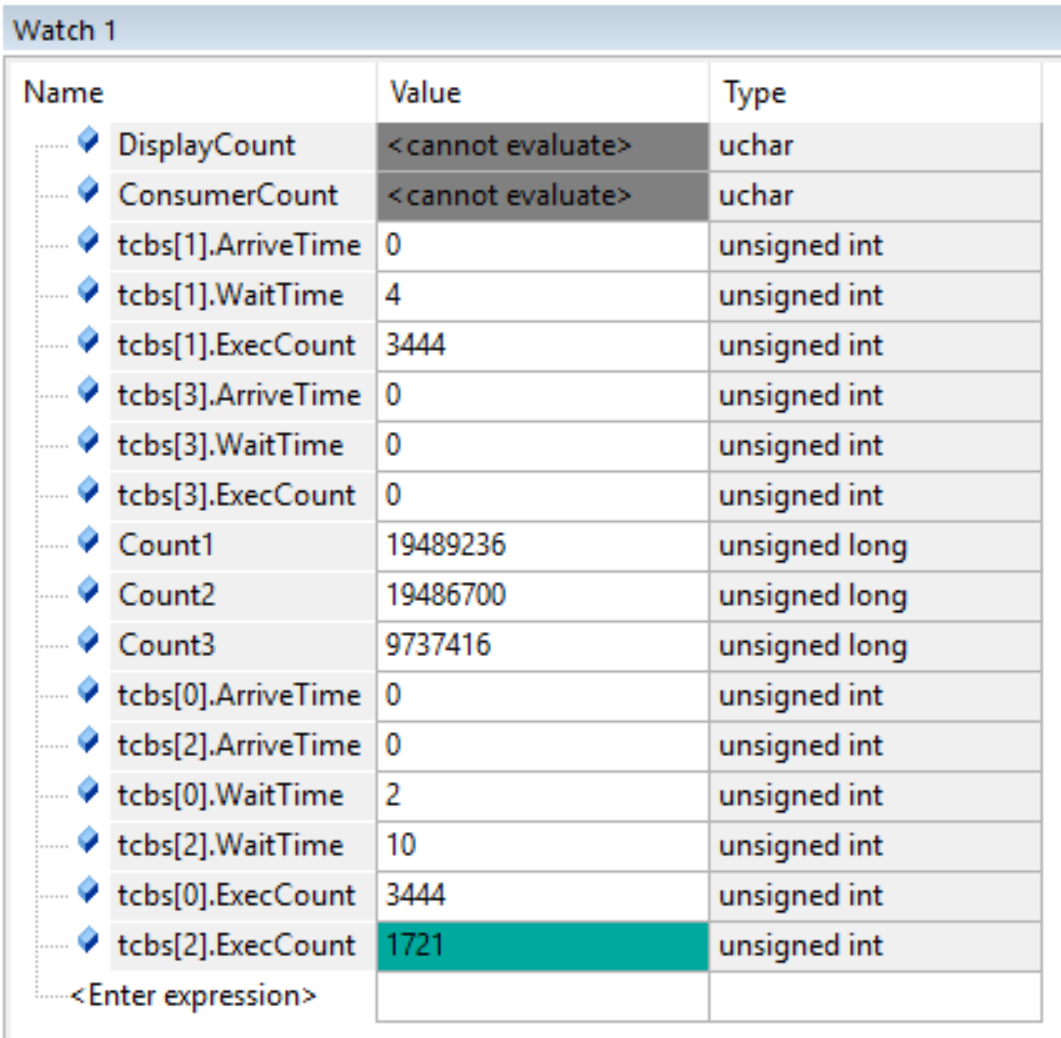 Watch 1
Name Value Type
DisplayCount <cannot evaluate> uchar
ConsumerCount <cannot evaluate> uchar
tcbs[1].ArriveTime 0 unsigned int
tcbs[1].WaitTime 4 unsigned int
tcbs[1].ExecCount 3444 unsigned int
tcbs[3].ArriveTime 0 unsigned int
tcbs[3].WaitTime 0 unsigned int
tcbs[3].ExecCount 0 unsigned int
Count1 19489236 unsigned long
Count2 19486700 unsigned long
Count3 9737416 unsigned long
tcbs[0].ArriveTime 0 unsigned int
tcbs[2].ArriveTime 0 unsigned int
tcbs[0].WaitTime 2 unsigned int
tcbs[2].WaitTime 10 unsigned int
tcbs[0].ExecCount 3444 unsigned int
tcbs[2].ExecCount 1721 unsigned int
<Enter expression>